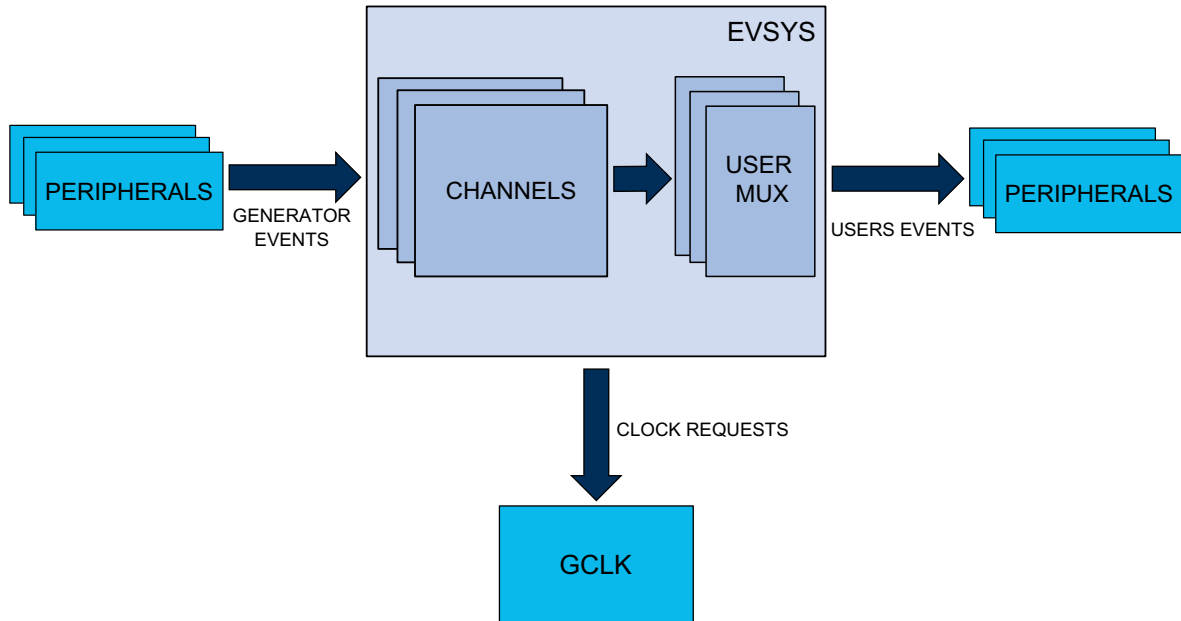 EVSYS
PERIPHERALS
GENERATOR
EVENTS
CHANNELS
USER
MUX
USERS EVENTS
PERIPHERALS
CLOCK REQUESTS
GCLK